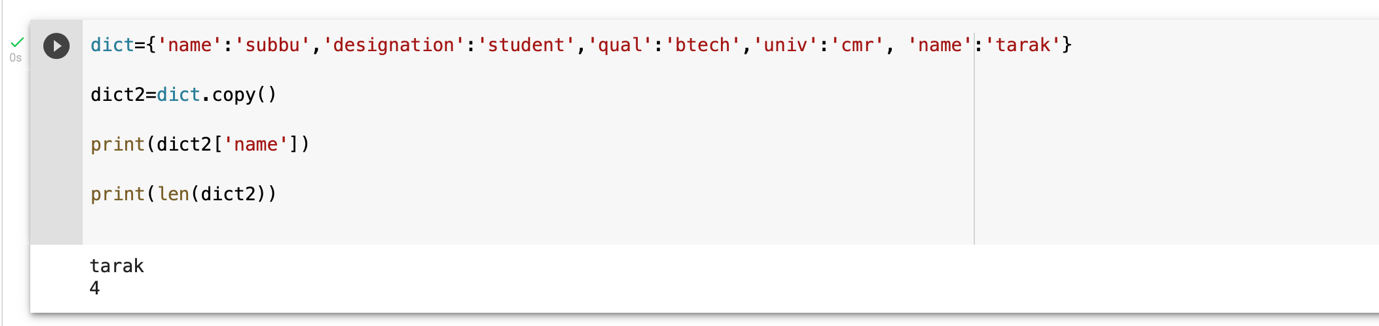 0s
dict={'name':'subbu','designation':'student','qual':'btech','univ':'cmr', 'name':'tarak'}
dict2=dict.copy()
print(dict2['name'])
print(len(dict2))
tarak
4